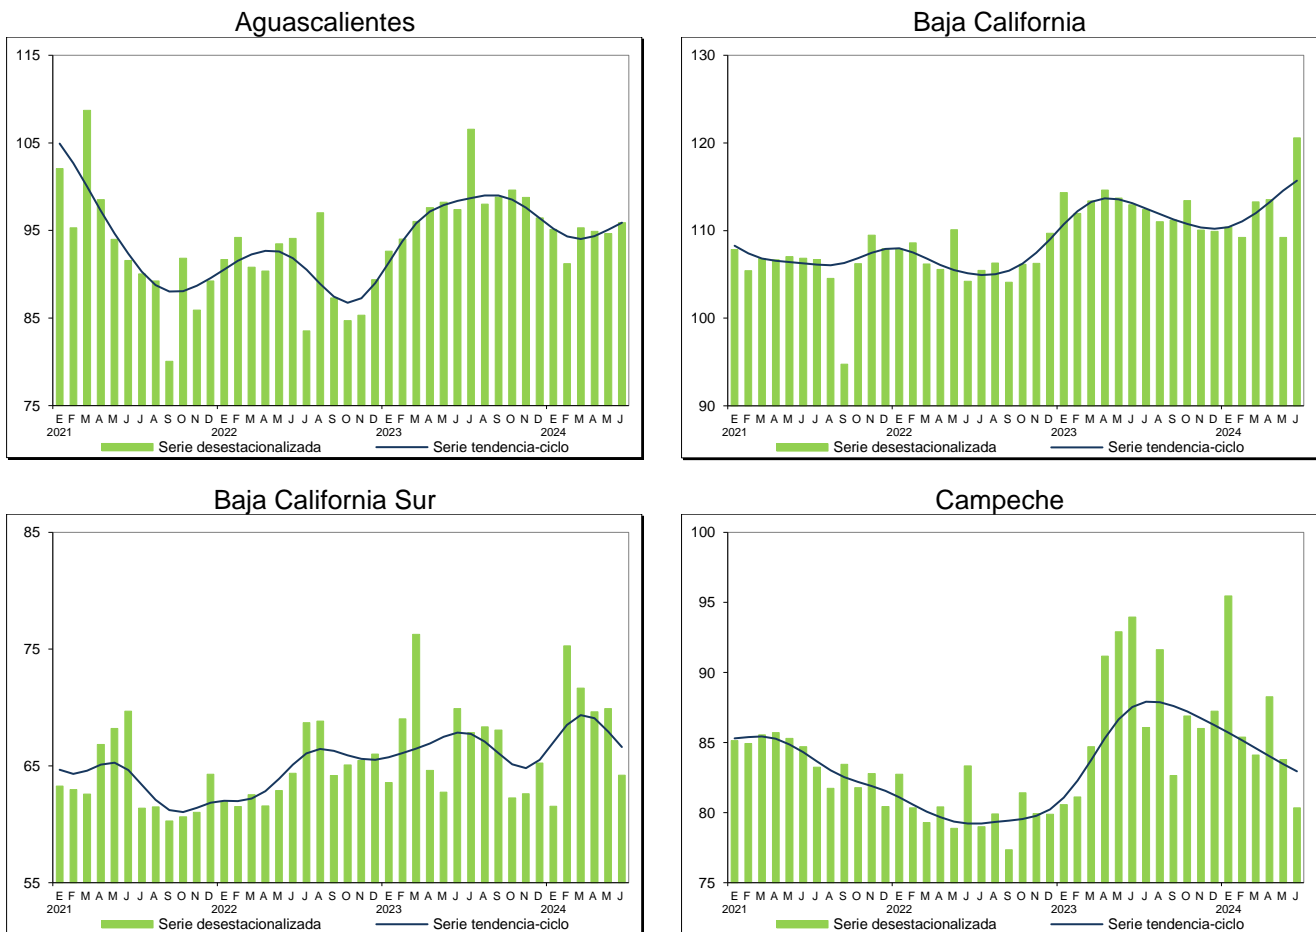 Aguascalientes
115
105
95
85
75
E F M A M J J A S O N D E F M A M J J A S O N D E F M A M J J A S O N D E F M A M J
2021 2022 2023 2024
Serie desestacionalizada Serie tendencia-ciclo
Baja California
130
120
110
100
90
E F M A M J J A S O N D E F M A M J J A S O N D E F M A M J J A S O N D E F M A M J
2021 2022 2023 2024
Serie desestacionalizada Serie tendencia-ciclo
Baja California Sur
85
75
65
55
E F M A M J J A S O N D E F M A M J J A S O N D E F M A M J J A S O N D E F M A M J
2021 2022 2023 2024
Serie desestacionalizada Serie tendencia-ciclo
Campeche
100
95
90
85
80
75
E F M A M J J A S O N D E F M A M J J A S O N D E F M A M J J A S O N D E F M A M J
2021 2022 2023 2024
Serie desestacionalizada Serie tendencia-ciclo